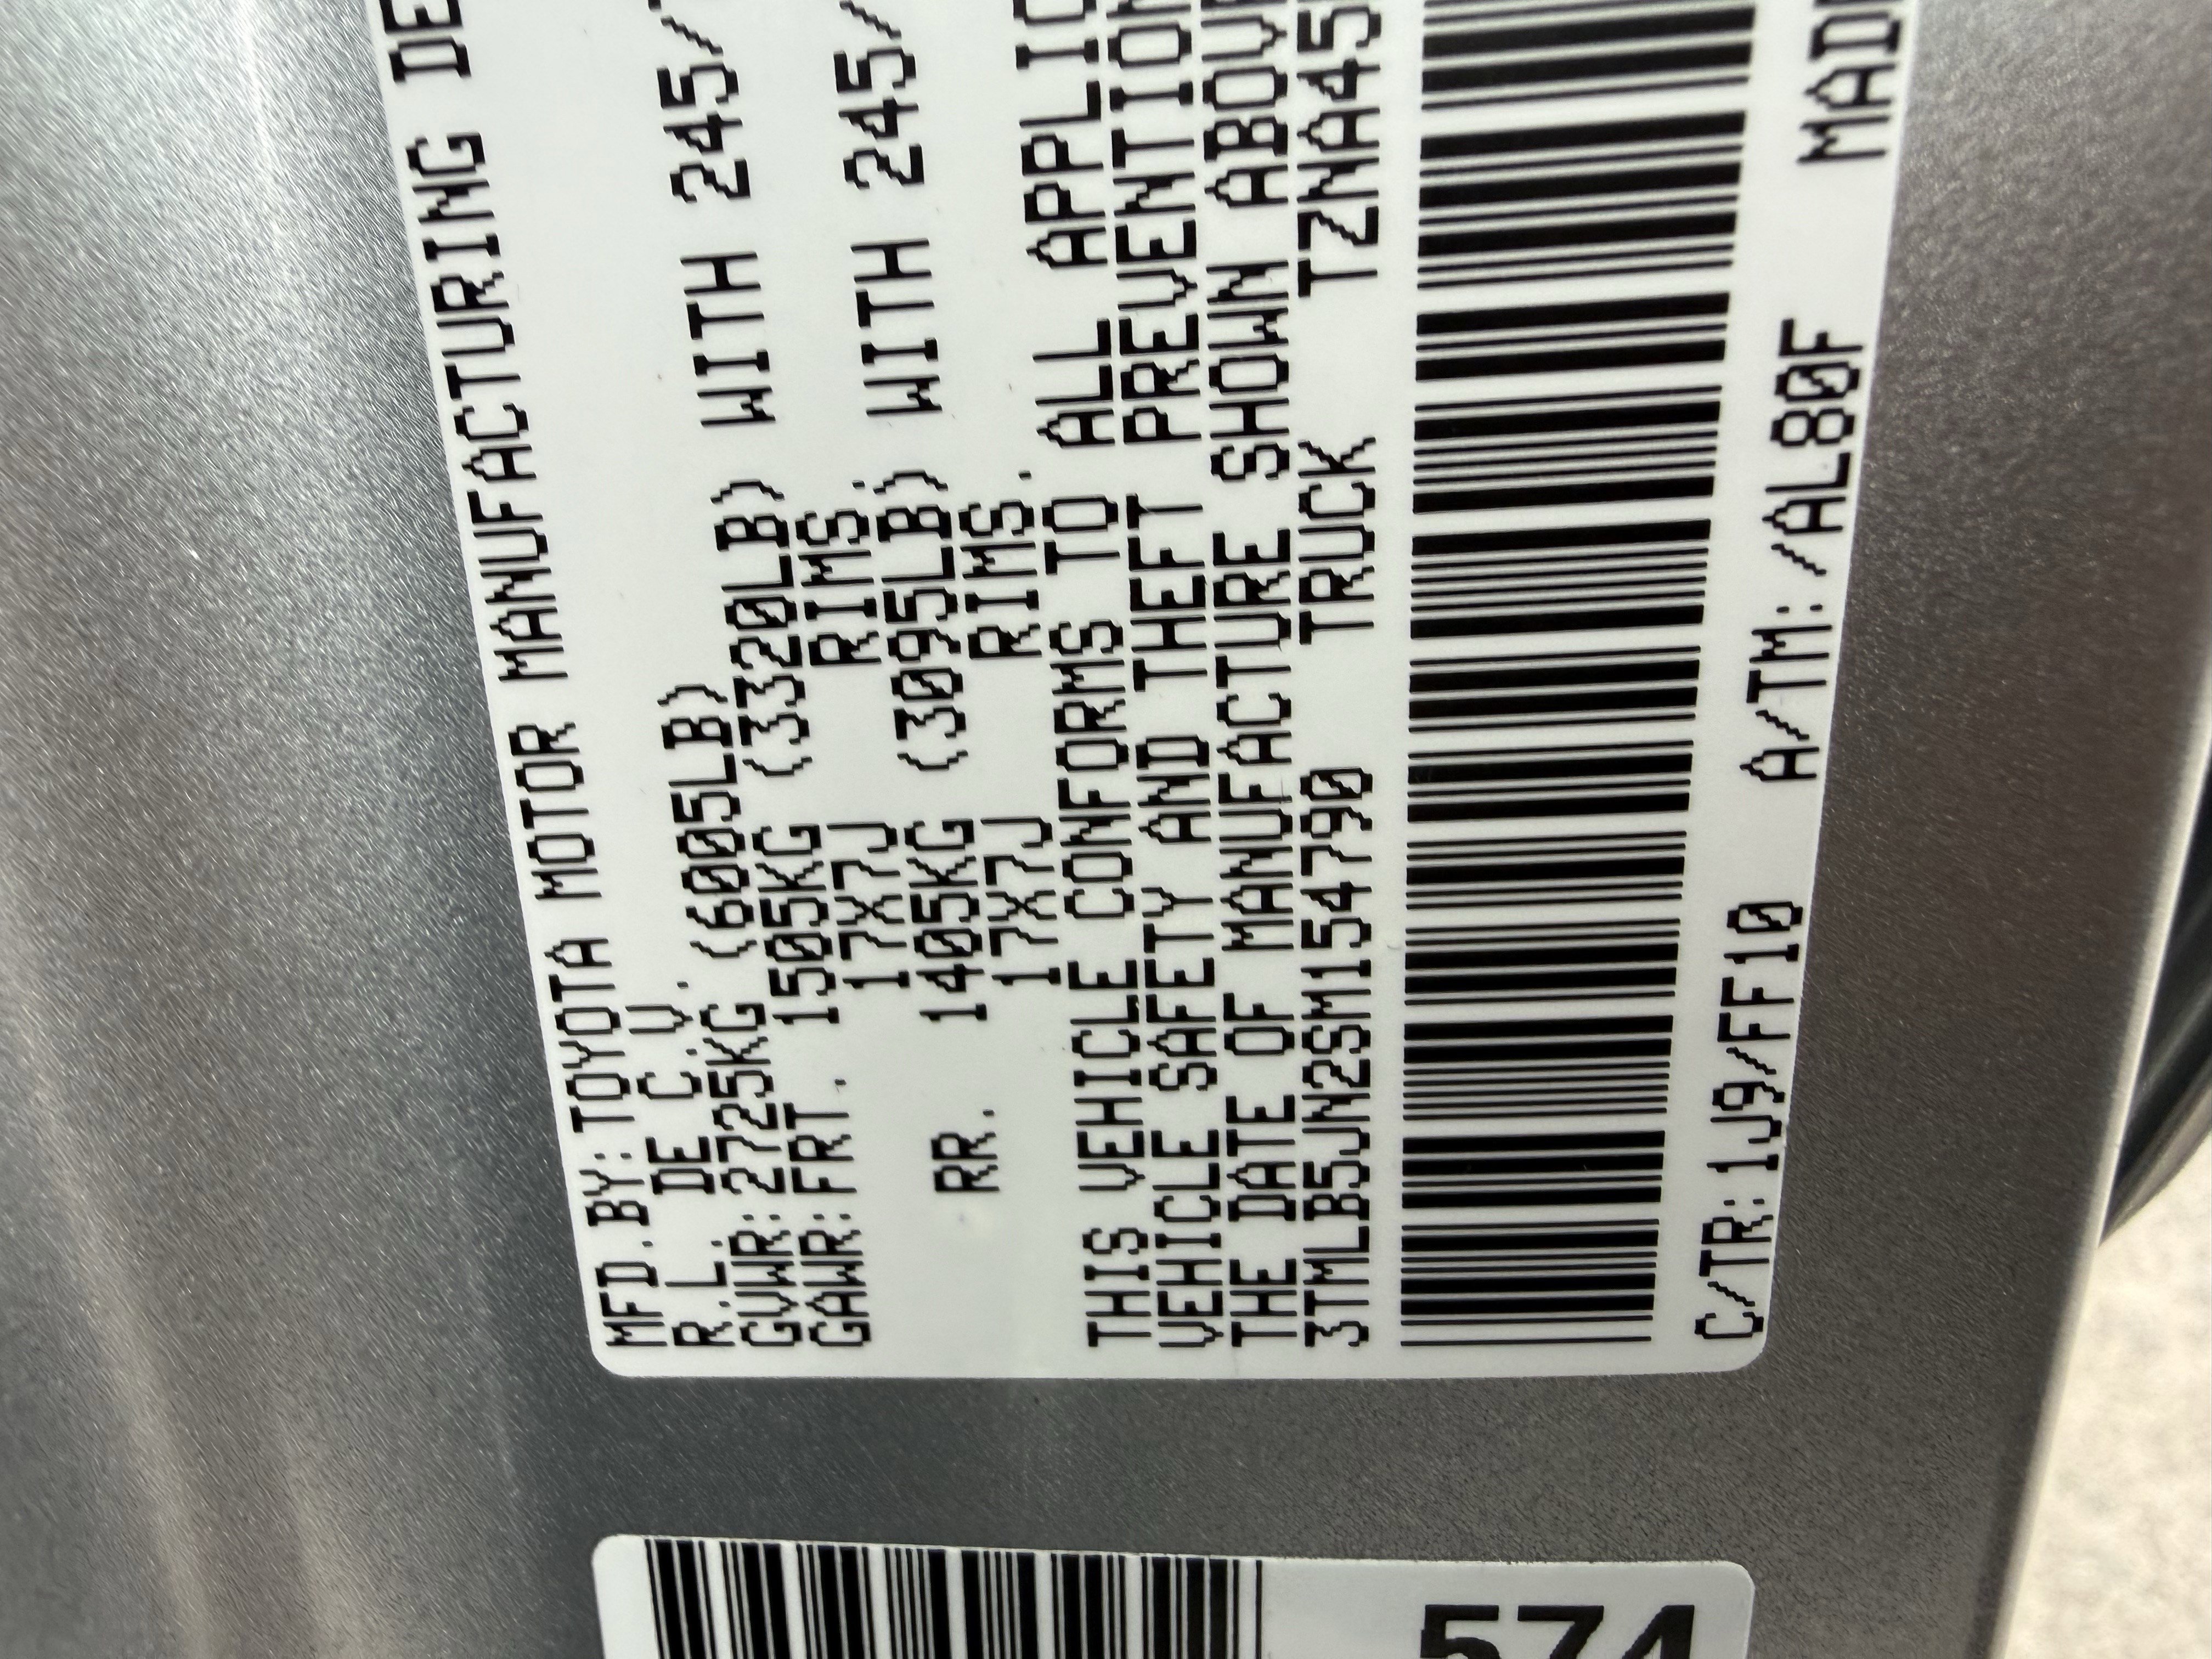 MFD.BY:TOYOTA MOTOR MANUFACTURING DE
R.L. DE C.V.
GVWR:2725KG (6005LB)
GAWR:FRT. 1505KG (3320LB) WITH 245/
17X7J RIMS.
RR. 1405KG (3095LB) WITH 245/
17X7J RIMS.
THIS VEHICLE CONFORMS TO ALL APPLIC
VEHICLE SAFETY AND THEFT PREVENTION
THE DATE OF MANUFACTURE SHOWN ABOVE
3TMLB5JN2SM154790 TRUCK TZNA45
C/TR:1J9/FF10 A/TM:/AL80F MAD
574